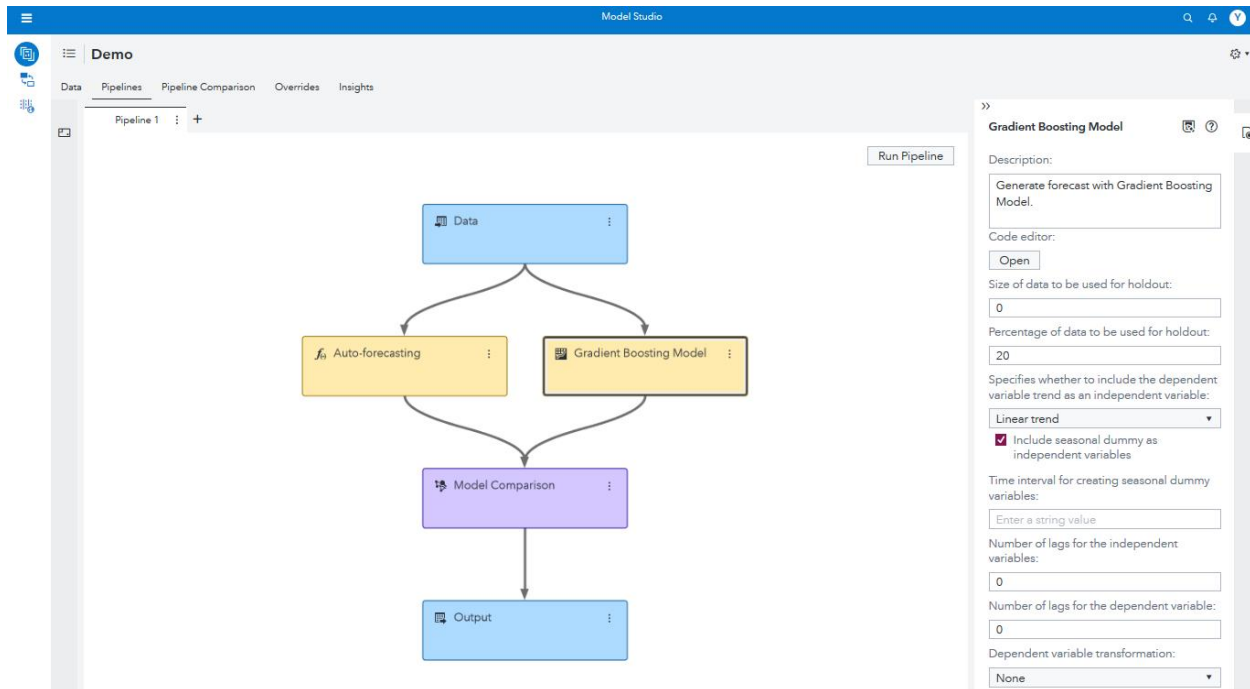 Model Studio
Y
Demo
Data Pipelines Pipeline Comparison Overrides Insights
Pipeline 1
Run Pipeline
Data
Auto-forecasting
Gradient Boosting Model
Model Comparison
Output
Gradient Boosting Model
Description:
Generate forecast with Gradient Boosting
Model.
Code editor:
Open
Size of data to be used for holdout:
0
Percentage of data to be used for holdout:
20
Specifies whether to include the dependent
variable trend as an independent variable:
Linear trend
Include seasonal dummy as
independent variables
Time interval for creating seasonal dummy
variables:
Enter a string value
Number of lags for the independent
variables:
0
Number of lags for the dependent variable:
0
Dependent variable transformation:
None